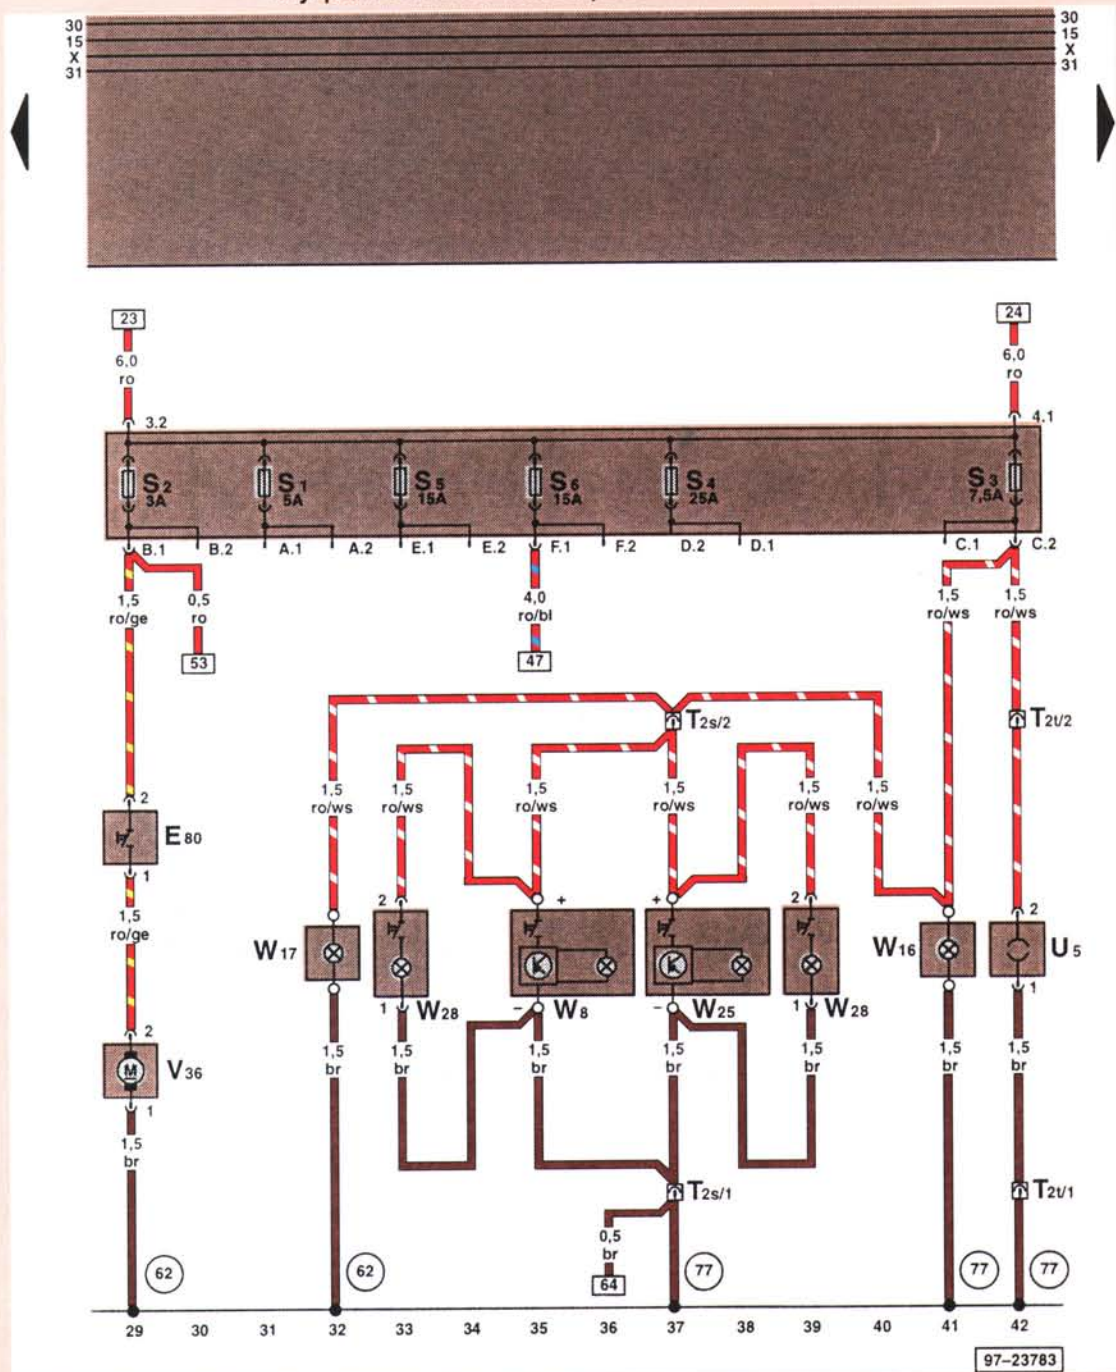 30 30
15 15
X X
31 31
23 24
6,0 6,0
ro ro
3.2 4.1
S2 S1 S5 S6 S4 S3
3A 5A 15A 15A 25A 7,5A
B.1 B.2 A.1 A.2 E.1 E.2 F.1 F.2 D.2 D.1 C.1 C.2
1,5 0,5 4,0 1,5 1,5
ro/ge ro ro/bl ro/ws ro/ws
53 47
T2s/2 T2t/2
1,5 1,5 1,5 1,5 1,5 1,5
ro/ws ro/ws ro/ws ro/ws ro/ws ro/ws
2
E80
1
2 + + 2 2
1,5
ro/ge
W17 W16 U5
1 W28 – W8 – W25 1 W28 1
2
M V36
1
1,5 1,5 1,5 1,5 1,5 1,5 1,5
br br br br br br br
1,5
br
T2s/1 T2t/1
0,5
br
62 62 64 77 77 77
29 30 31 32 33 34 35 36 37 38 39 40 41 42
97-23783